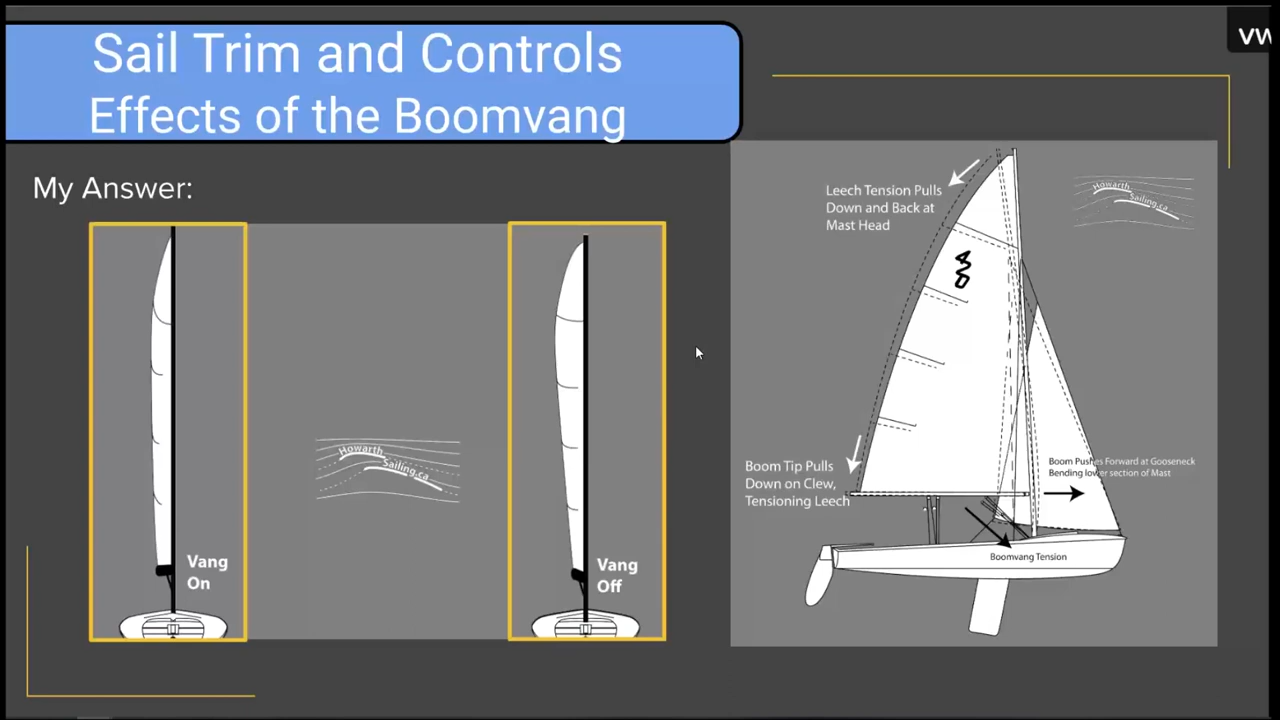 Sail Trim and Controls
Effects of the Boomvang
VW
My Answer:
Vang
On
Howarth
Sailing.ca
Vang
Off
Leech Tension Pulls
Down and Back at
Mast Head
Howarth
Sailing.ca
420
Boom Tip Pulls
Down on Clew,
Tensioning Leech
Boom Pushes Forward at Gooseneck
Bending lower section of Mast
Boomvang Tension